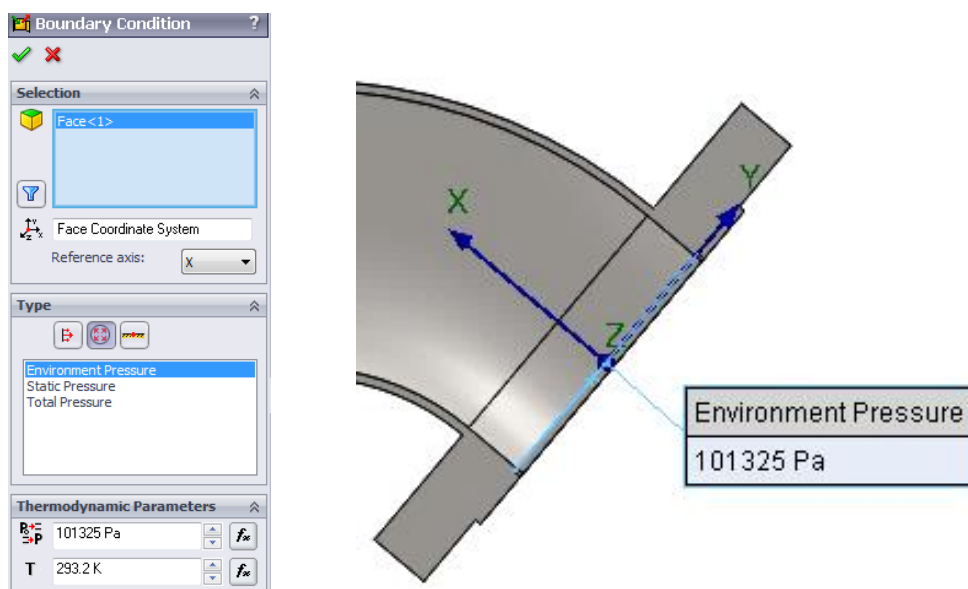 Boundary Condition ?
Selection
Face<1>
Face Coordinate System
Reference axis: X
Type
Environment Pressure
Static Pressure
Total Pressure
Thermodynamic Parameters
101325 Pa
T 293.2 K
X
Y
Z
Environment Pressure
101325 Pa